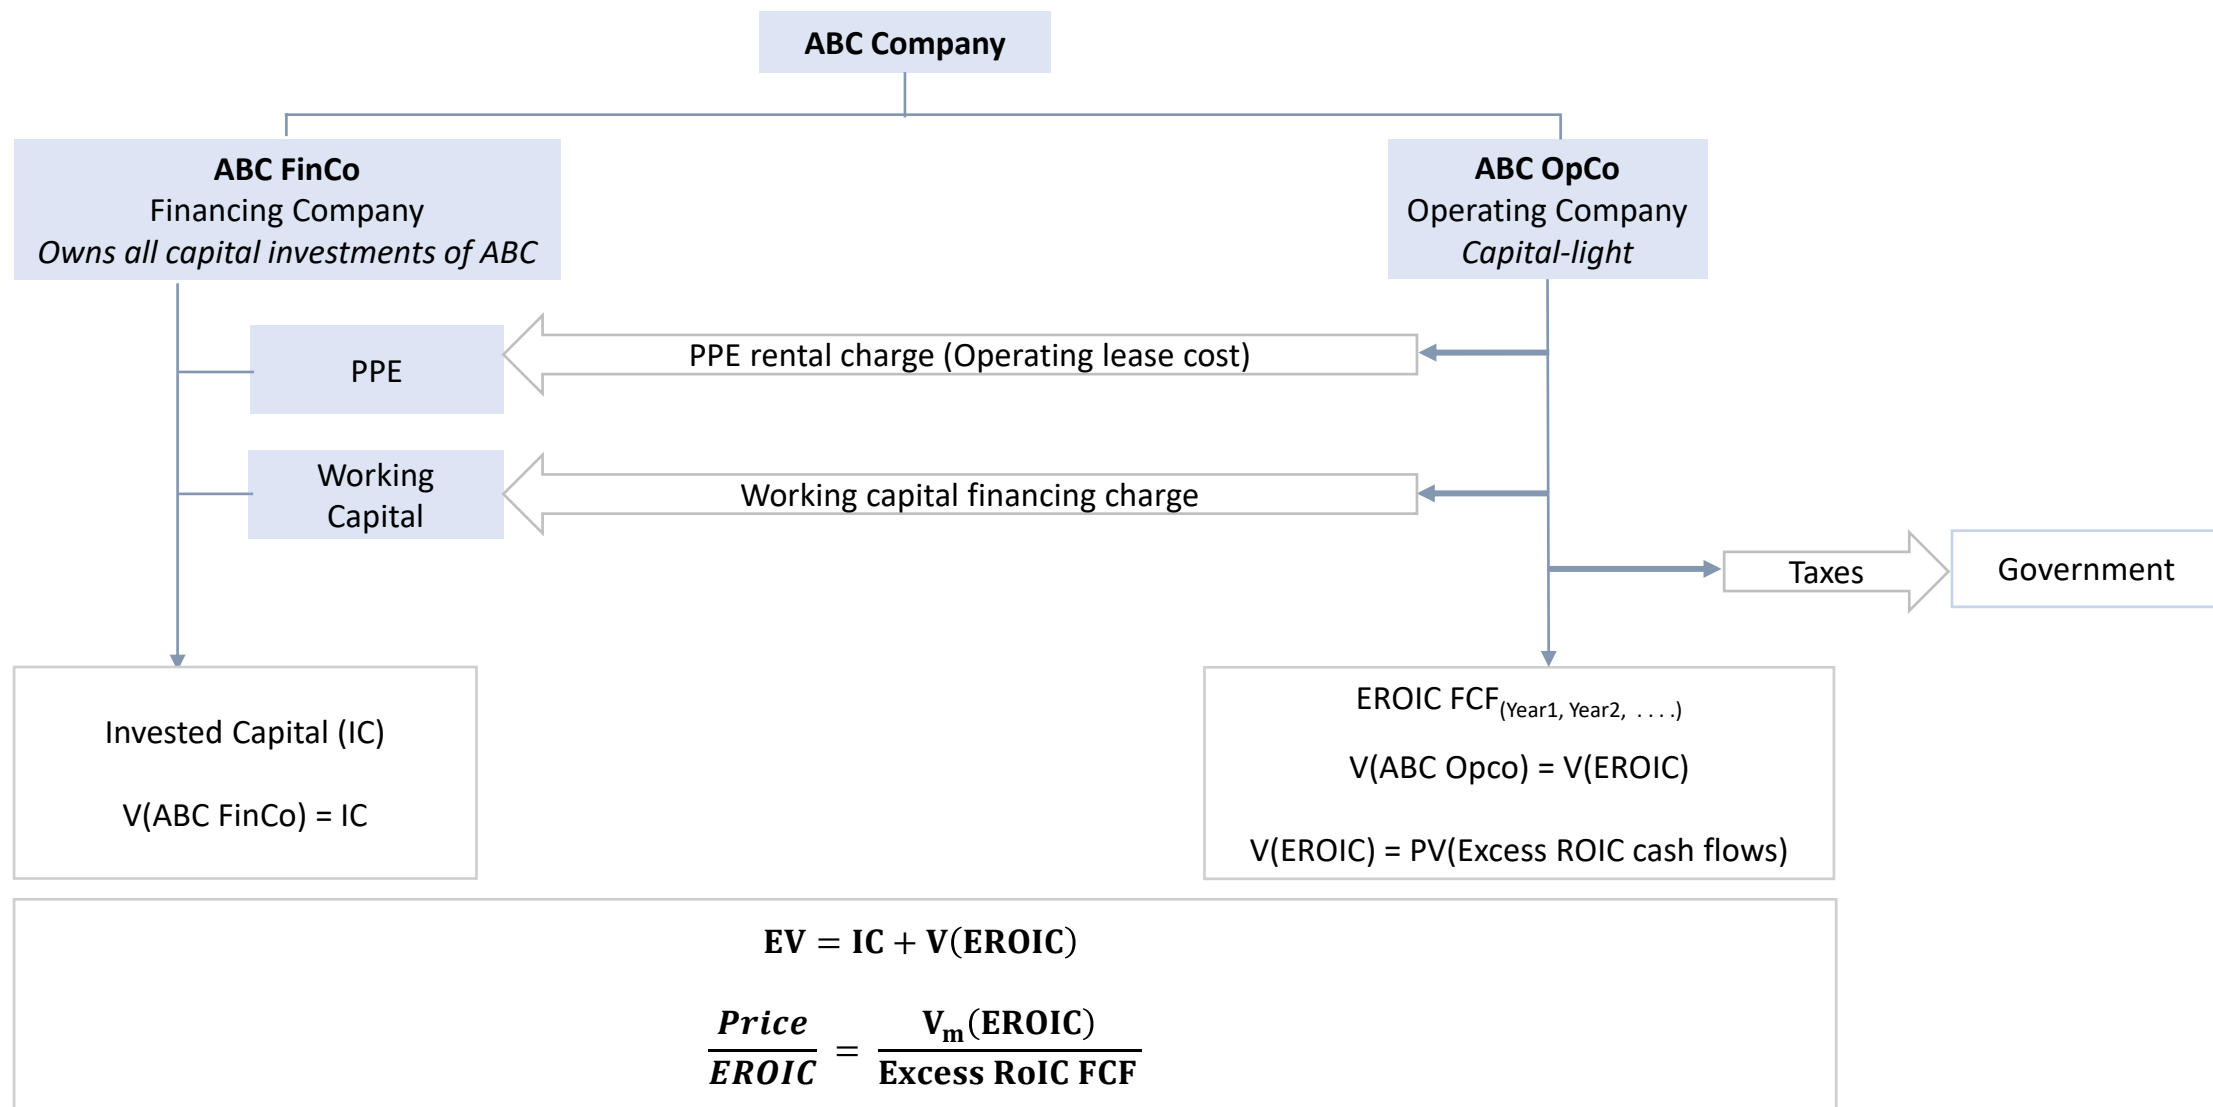 ABC Company
ABC FinCo
Financing Company
Owns all capital investments of ABC
ABC OpCo
Operating Company
Capital-light
PPE
PPE rental charge (Operating lease cost)
Working
Capital
Working capital financing charge
Taxes
Government
Invested Capital (IC)
V(ABC FinCo) = IC
EROIC FCF(Year1, Year2, . . . .)
V(ABC Opco) = V(EROIC)
V(EROIC) = PV(Excess ROIC cash flows)
EV = IC + V(EROIC)
Price / EROIC = Vm(EROIC) / Excess RoIC FCF